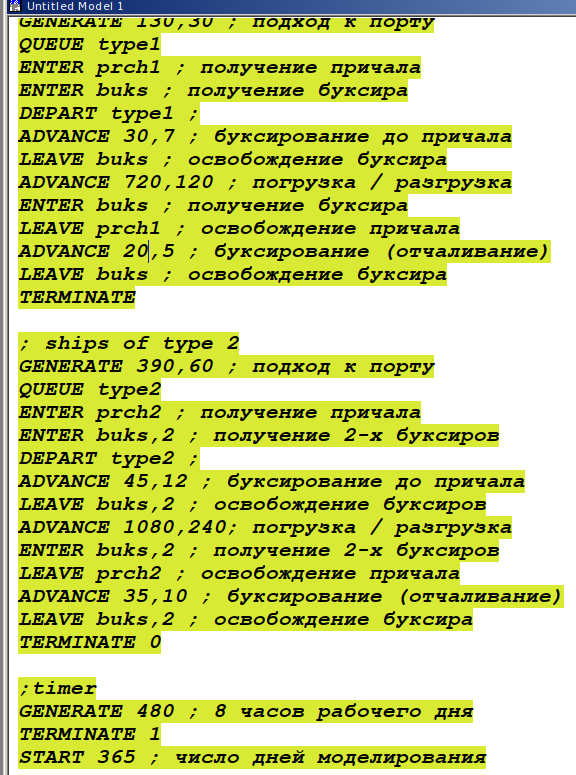 Untitled Model 1
GENERATE 130,30 ; подход к порту
QUEUE type1
ENTER prch1 ; получение причала
ENTER buks ; получение буксира
DEPART type1 ;
ADVANCE 30,7 ; буксирование до причала
LEAVE buks ; освобождение буксира
ADVANCE 720,120 ; погрузка / разгрузка
ENTER buks ; получение буксира
LEAVE prch1 ; освобождение причала
ADVANCE 20,5 ; буксирование (отчаливание)
LEAVE buks ; освобождение буксира
TERMINATE
; ships of type 2
GENERATE 390,60 ; подход к порту
QUEUE type2
ENTER prch2 ; получение причала
ENTER buks,2 ; получение 2-х буксиров
DEPART type2 ;
ADVANCE 45,12 ; буксирование до причала
LEAVE buks,2 ; освобождение буксиров
ADVANCE 1080,240; погрузка / разгрузка
ENTER buks,2 ; получение 2-х буксиров
LEAVE prch2 ; освобождение причала
ADVANCE 35,10 ; буксирование (отчаливание)
LEAVE buks,2 ; освобождение буксира
TERMINATE 0
;timer
GENERATE 480 ; 8 часов рабочего дня
TERMINATE 1
START 365 ; число дней моделирования